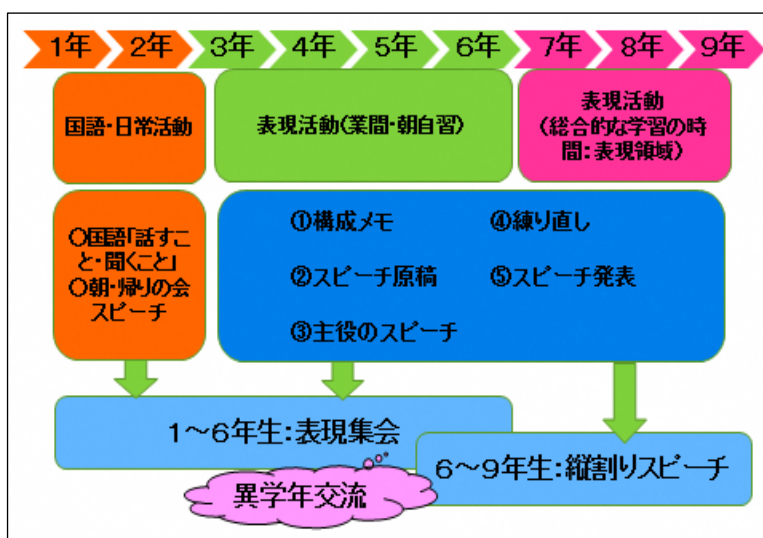 1年 2年 3年 4年 5年 6年 7年 8年 9年
国語・日常活動
表現活動(業間・朝自習)
表現活動
(総合的な学習の時
間:表現領域)
○国語「話すこ
と・聞くこと」
○朝・帰りの会
スピーチ
①構成メモ
②スピーチ原稿
③主役のスピーチ
④練り直し
⑤スピーチ発表
1~6年生:表現集会
6~9年生:縦割りスピーチ
異学年交流